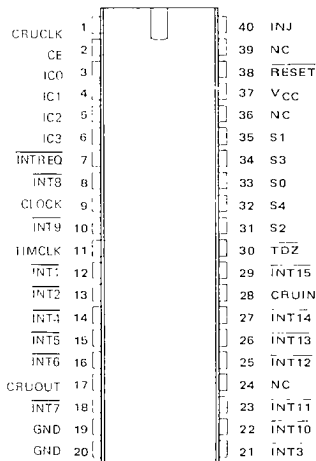 CRUCLK 1 40 INJ
CE 2 39 NC
IC0 3 38 RESET
IC1 4 37 VCC
IC2 5 36 NC
IC3 6 35 S1
INTREQ 7 34 S3
INT8 8 33 S0
CLOCK 9 32 S4
INT9 10 31 S2
TIMCLK 11 30 TDZ
INT1 12 29 INT15
INT2 13 28 CRUIN
INT4 14 27 INT14
INT5 15 26 INT13
INT6 16 25 INT12
CRUOUT 17 24 NC
INT7 18 23 INT11
GND 19 22 INT10
GND 20 21 INT3